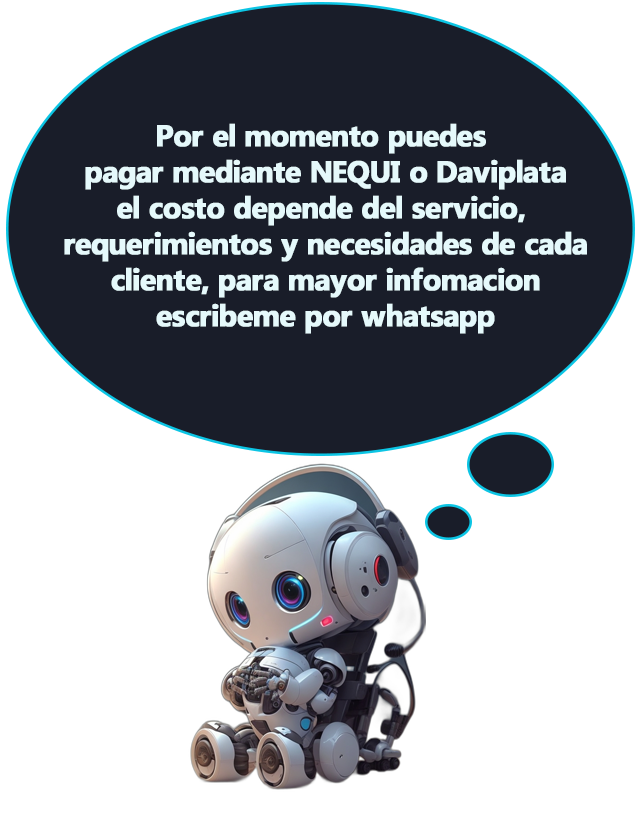 Por el momento puedes
pagar mediante NEQUI o Daviplata
el costo depende del servicio,
requerimientos y necesidades de cada
cliente, para mayor infomacion
escribeme por whatsapp